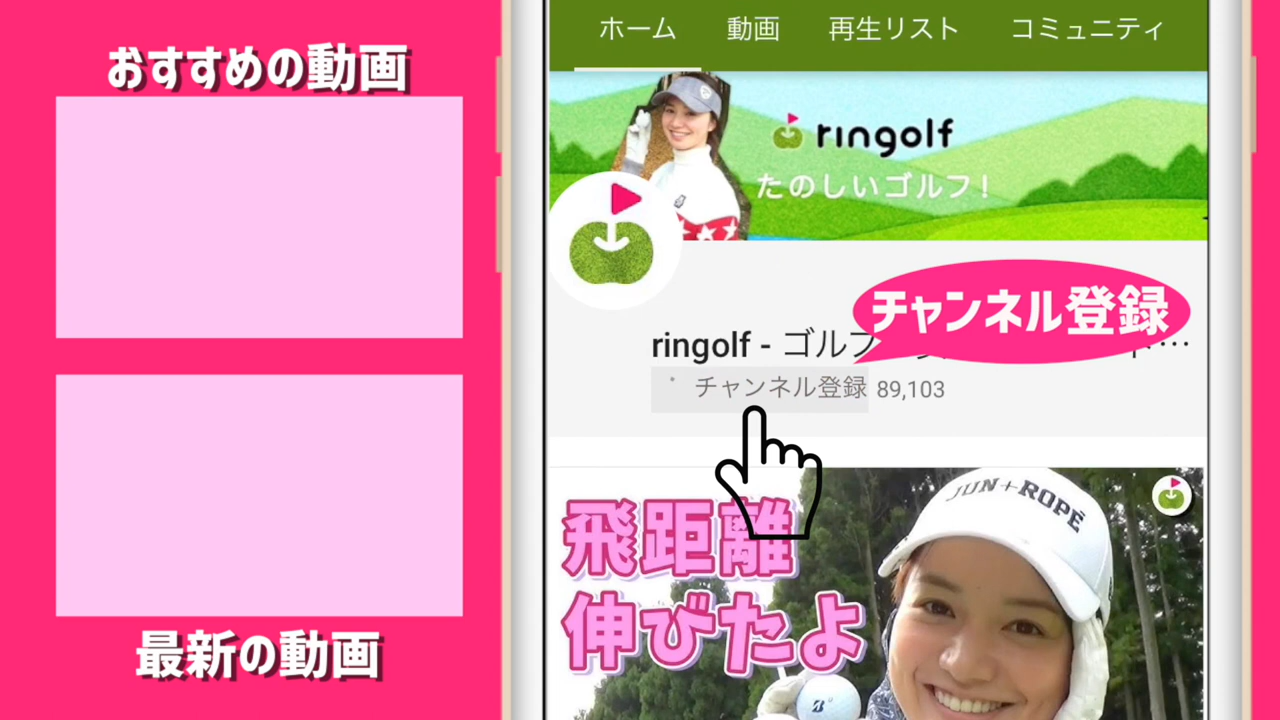 おすすめの動画
最新の動画
ホーム 動画 再生リスト コミュニティ
ringolf
たのしいゴルフ!
チャンネル登録
ringolf - ゴルフ
チャンネル登録 89,103
JUN+ROPÉ
飛距離
伸びたよ